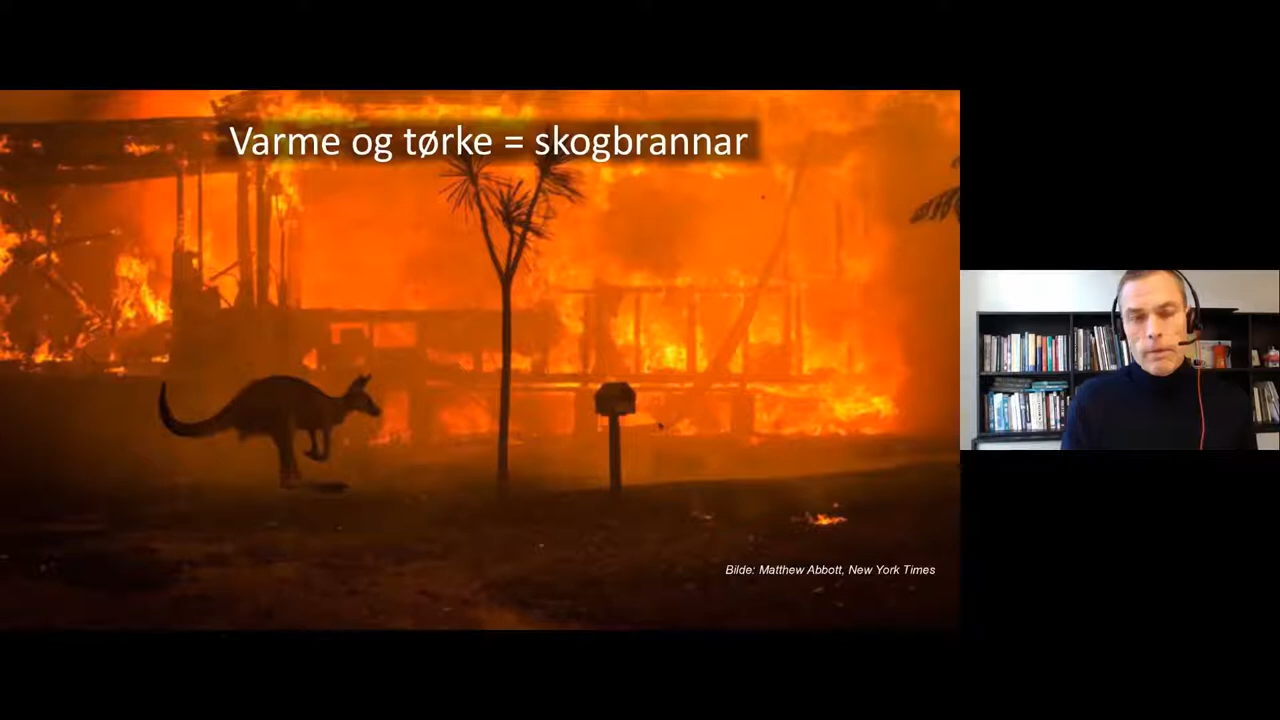 Varme og tørke = skogbrannar
Bilde: Matthew Abbott, New York Times